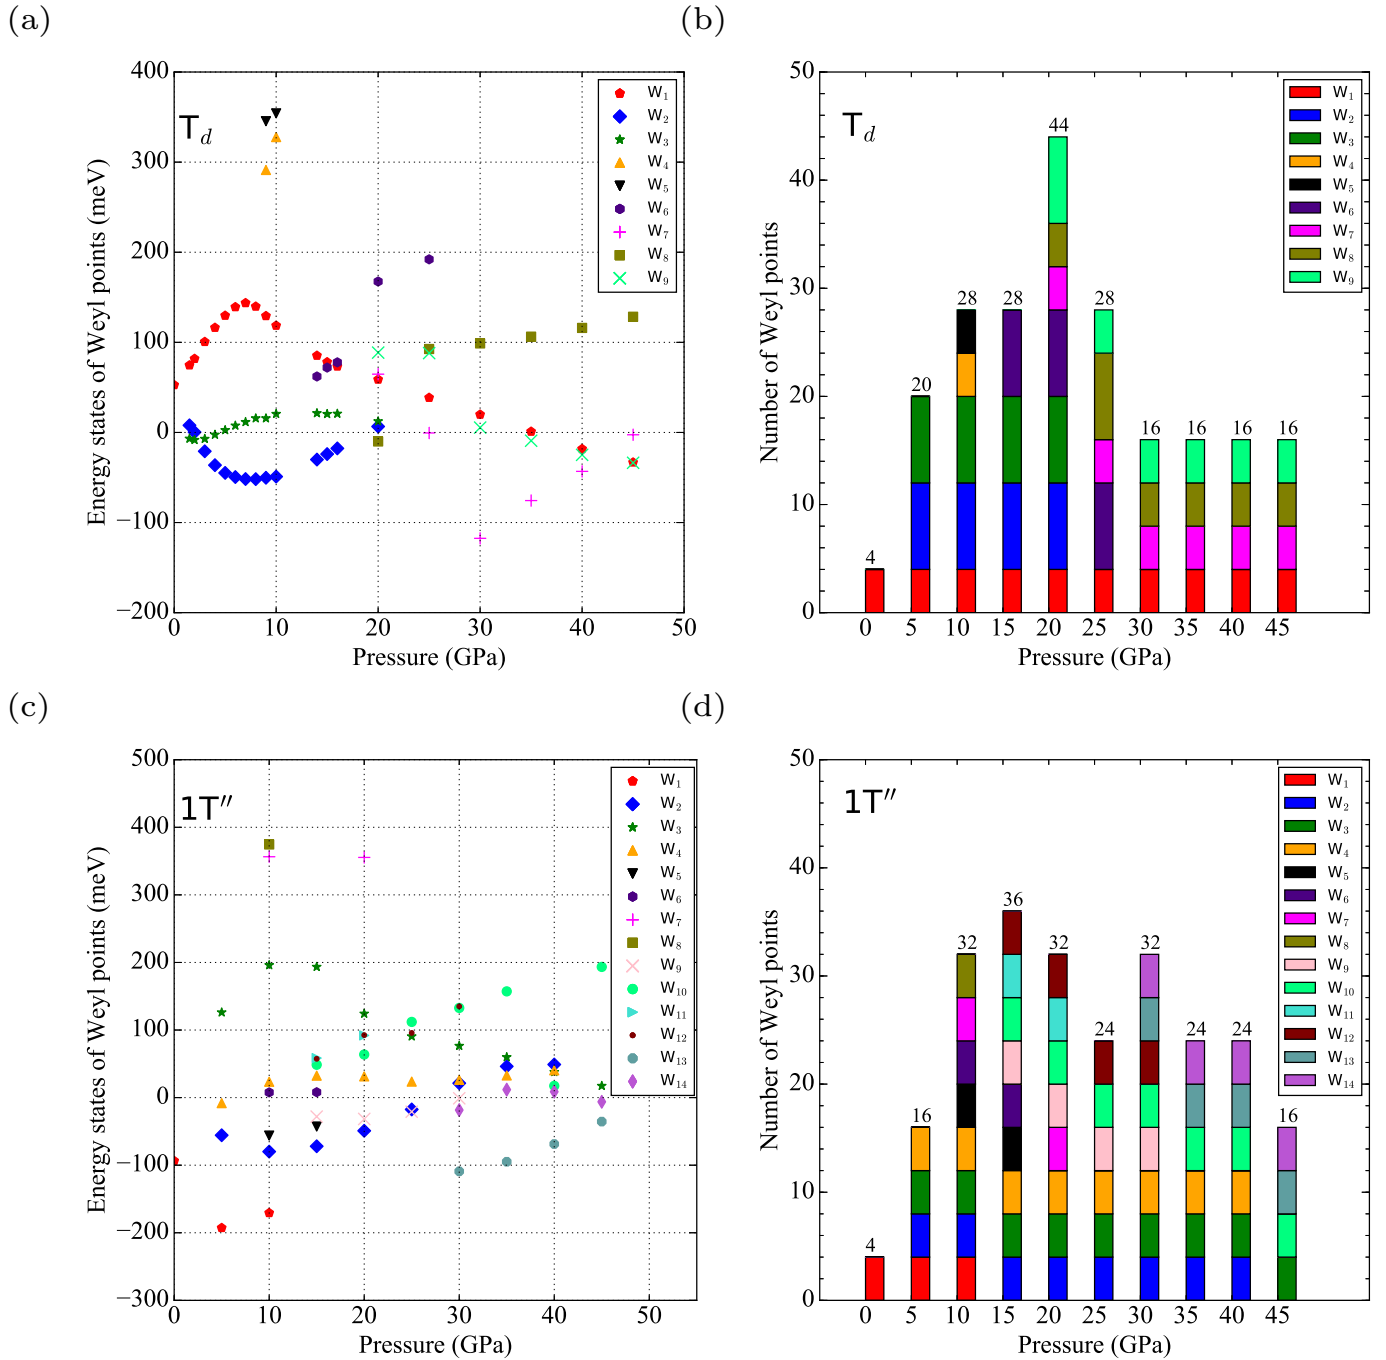 (a)
T_d
400
300
200
100
0
−100
−200
0 10 20 30 40 50
Energy states of Weyl points (meV)
Pressure (GPa)
W₁
W₂
W₃
W₄
W₅
W₆
W₇
W₈
W₉
(b)
T_d
50
40
30
20
10
0
0 5 10 15 20 25 30 35 40 45
Number of Weyl points
Pressure (GPa)
4 20 28 28 44 28 16 16 16 16
W₁
W₂
W₃
W₄
W₅
W₆
W₇
W₈
W₉
(c)
1T″
500
400
300
200
100
0
−100
−200
−300
0 10 20 30 40 50
Energy states of Weyl points (meV)
Pressure (GPa)
W₁
W₂
W₃
W₄
W₅
W₆
W₇
W₈
W₉
W₁₀
W₁₁
W₁₂
W₁₃
W₁₄
(d)
1T″
50
40
30
20
10
0
0 5 10 15 20 25 30 35 40 45
Number of Weyl points
Pressure (GPa)
4 16 32 36 32 24 32 24 24 16
W₁
W₂
W₃
W₄
W₅
W₆
W₇
W₈
W₉
W₁₀
W₁₁
W₁₂
W₁₃
W₁₄